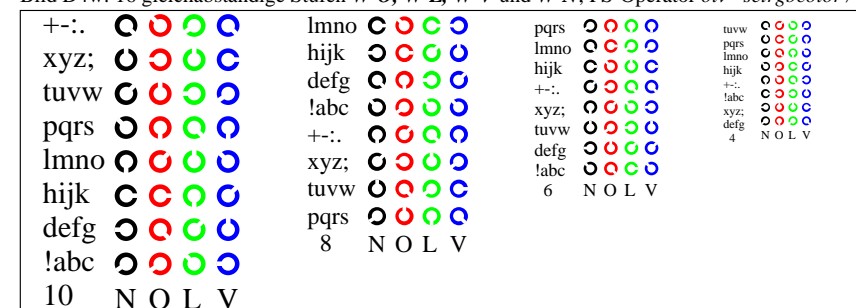 Bild 16 gleichabständige Stufen W-O, W-L, W-V und W-N; PS-Operator
+-:.
xyz;
tuvw
pqrs
lmno
hijk
defg
!abc
10 N O L V
lmno
hijk
defg
!abc
+-:.
xyz;
tuvw
pqrs
8 N O L V
pqrs
lmno
hijk
+-:.
xyz;
tuvw
defg
!abc
6 N O L V
tuvw
pqrs
lmno
hijk
+-:.
!abc
xyz;
defg
4 N O L V